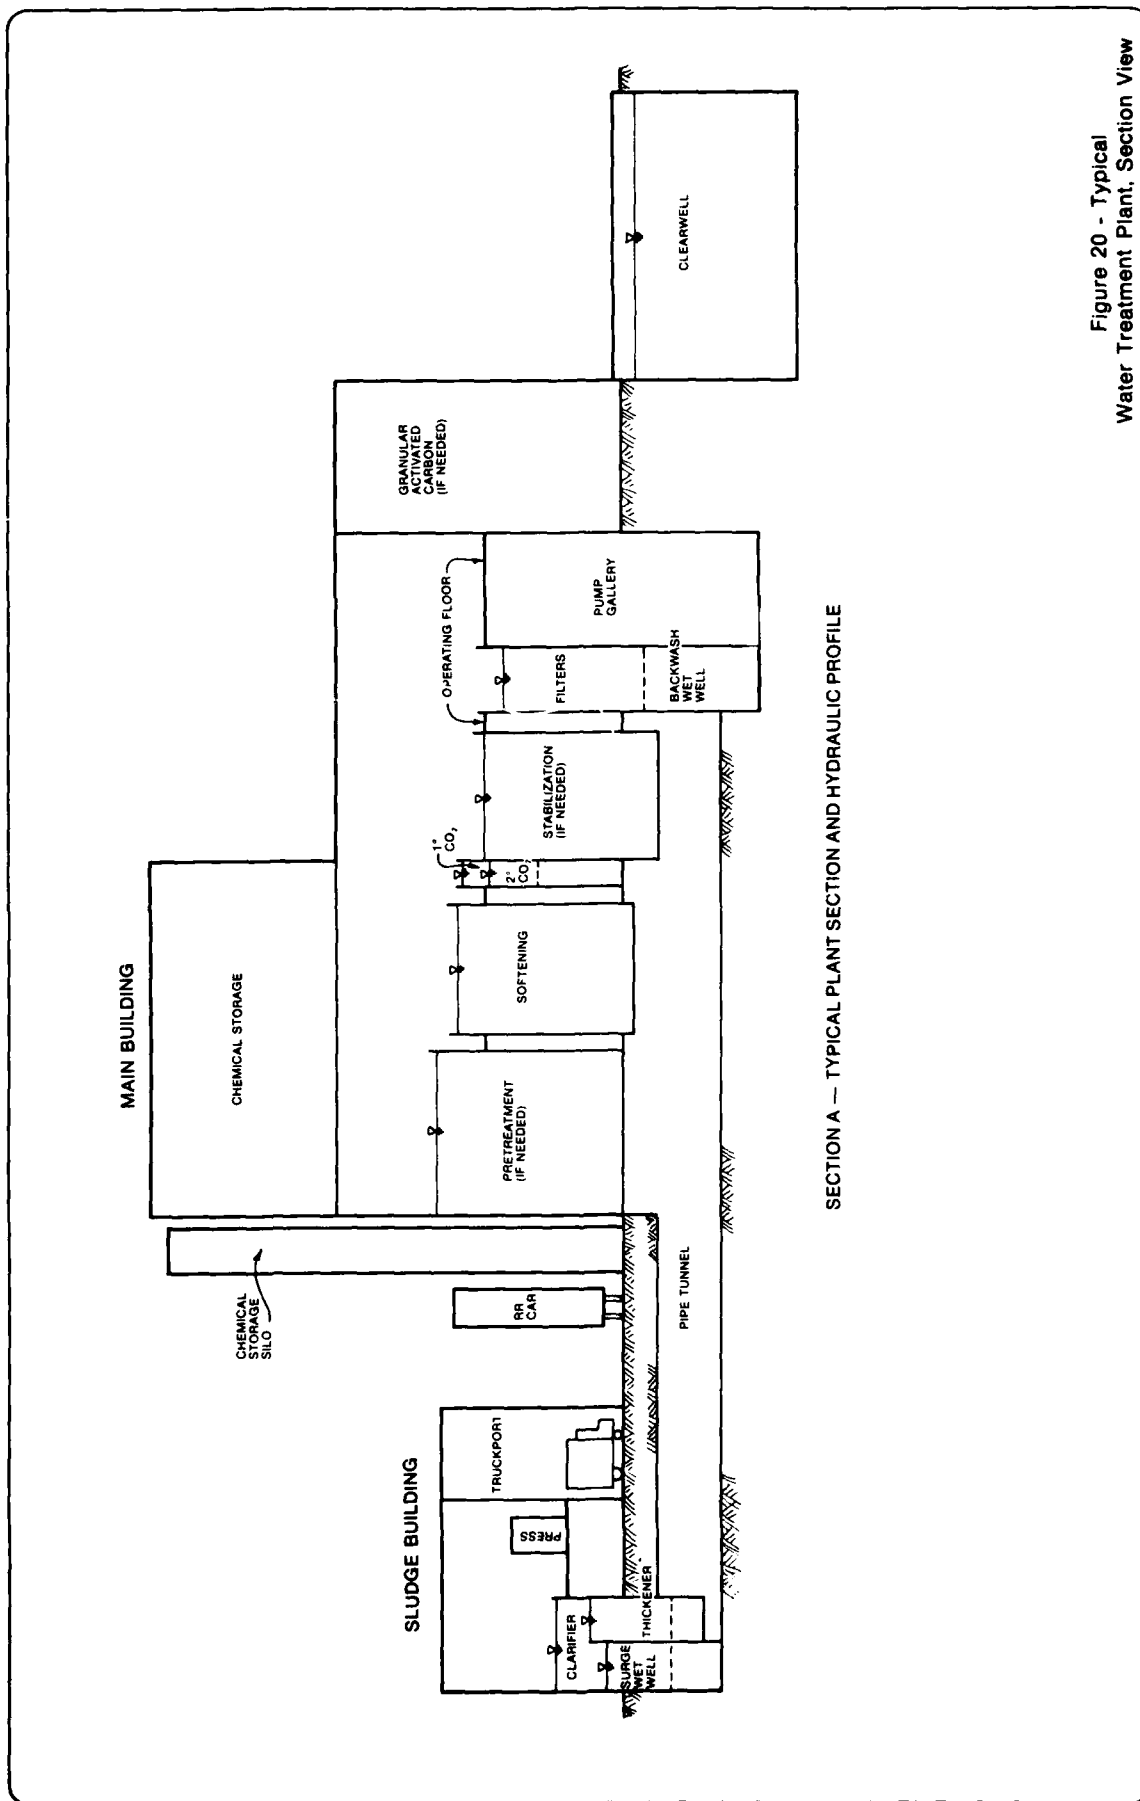 MAIN BUILDING
CHEMICAL STORAGE
CHEMICAL
STORAGE
SILO
SLUDGE BUILDING
TRUCKPORT
PRESS
RR
CAR
CLARIFIER
SURGE
WET
WELL
THICKENER
PIPE TUNNEL
PRETREATMENT
(IF NEEDED)
SOFTENING
1° CO2
2° CO2
STABILIZATION
(IF NEEDED)
OPERATING FLOOR
FILTERS
BACKWASH
WET
WELL
PUMP
GALLERY
GRANULAR
ACTIVATED
CARBON
(IF NEEDED)
CLEARWELL
SECTION A — TYPICAL PLANT SECTION AND HYDRAULIC PROFILE
Figure 20 - Typical
Water Treatment Plant, Section View